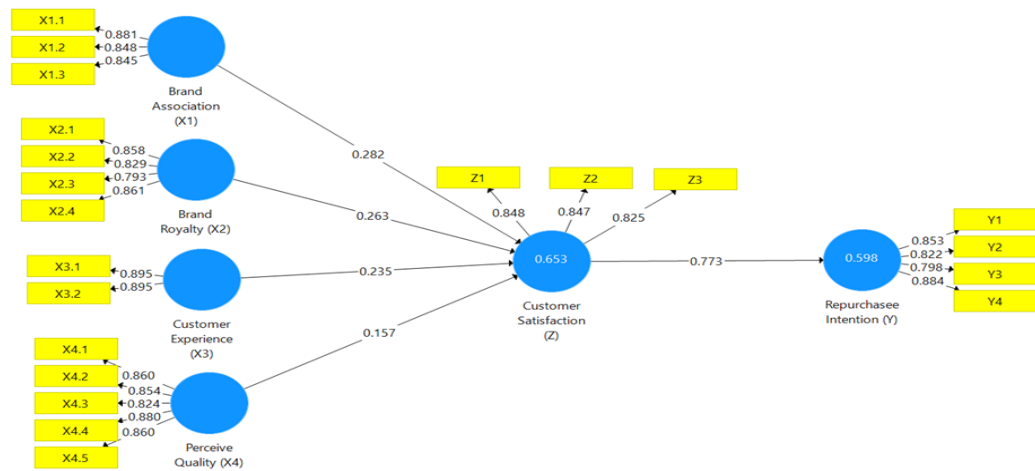 X1.1
0.881
X1.2
0.848
0.845
X1.3
Brand
Association
(X1)
X2.1
0.858
X2.2
0.829
X2.3
0.793
0.861
X2.4
Brand
Royalty (X2)
X3.1
0.895
X3.2
0.895
Customer
Experience
(X3)
X4.1
0.860
X4.2
0.854
X4.3
0.824
0.880
X4.4
0.860
X4.5
Perceive
Quality (X4)
0.282
0.263
0.235
0.157
Z1
Z2
Z3
0.848
0.847
0.825
0.653
Customer
Satisfaction
(Z)
0.773
0.598
Repurchasee
Intention (Y)
Y1
0.853
Y2
0.822
0.798
Y3
0.884
Y4